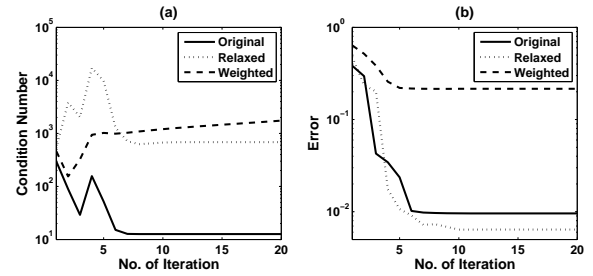 (a)
10^5
10^4
10^3
10^2
10^1
Condition Number
Original
Relaxed
Weighted
5
10
15
20
No. of Iteration
(b)
10^0
10^-1
10^-2
Error
Original
Relaxed
Weighted
5
10
15
20
No. of Iteration